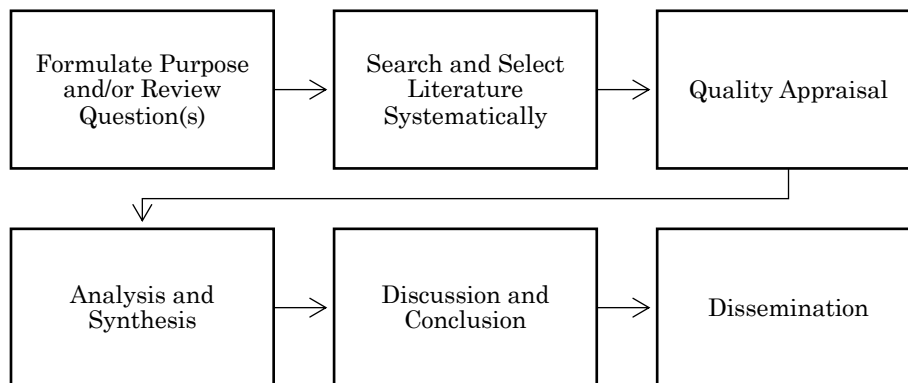 Formulate Purpose
and/or Review
Question(s)
Search and Select
Literature
Systematically
Quality Appraisal
Analysis and
Synthesis
Discussion and
Conclusion
Dissemination